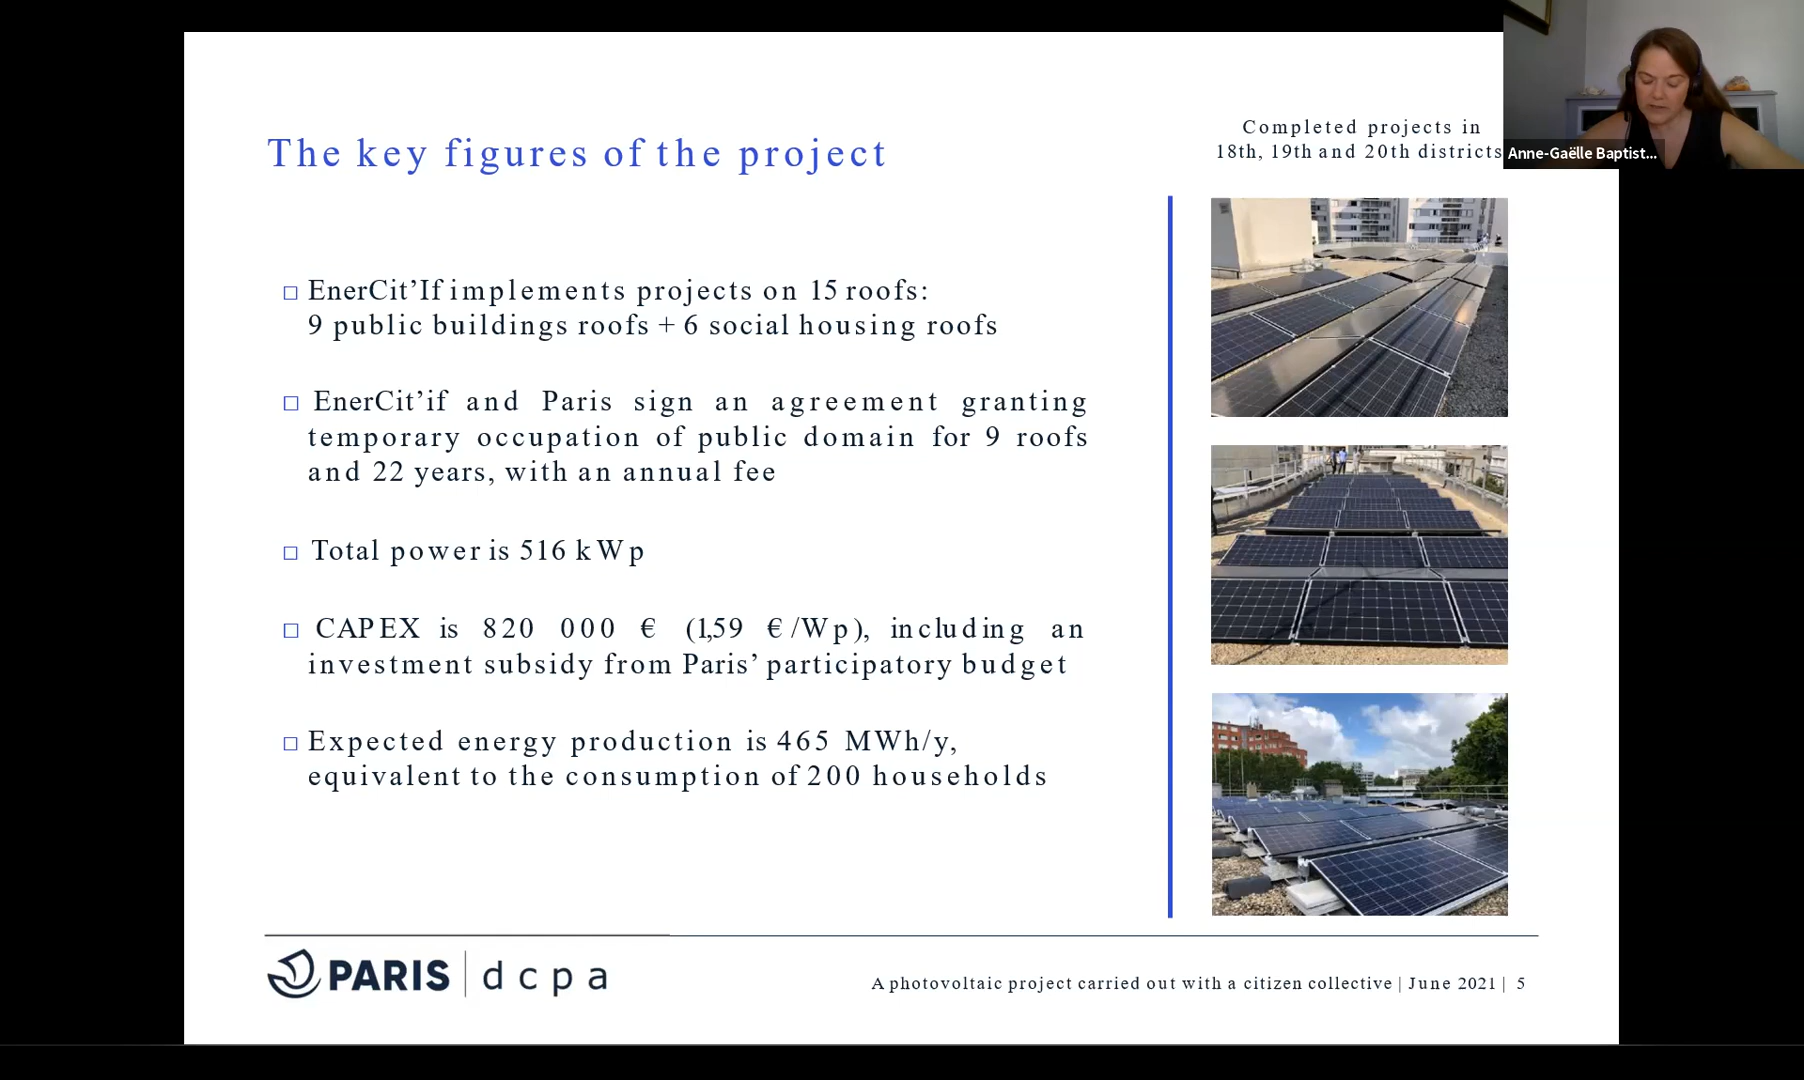 The key figures of the project
Completed projects in
18th, 19th and 20th districts
Anne-Gaëlle Baptist...
□ EnerCit’If implements projects on 15 roofs:
9 public buildings roofs + 6 social housing roofs
□ EnerCit’if and Paris sign an agreement granting
temporary occupation of public domain for 9 roofs
and 22 years, with an annual fee
□ Total power is 516 kWp
□ CAPEX is 820 000 € (1,59 €/Wp), including an
investment subsidy from Paris’ participatory budget
□ Expected energy production is 465 MWh/y,
equivalent to the consumption of 200 households
PARIS | dcpa
A photovoltaic project carried out with a citizen collective | June 2021 | 5